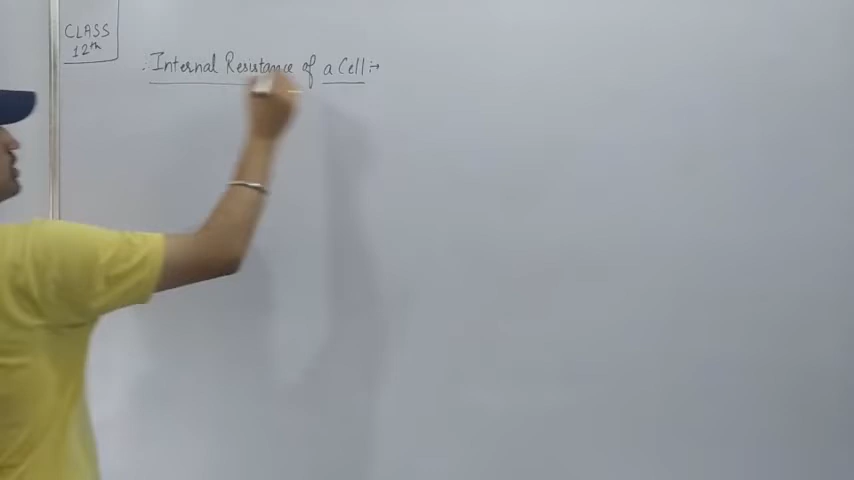 CLASS
12th
: Internal Resistance of a Cell :→